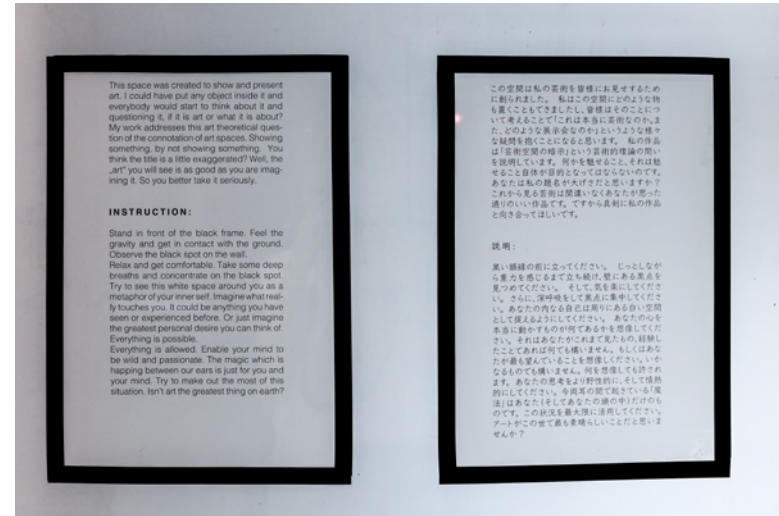 This space was created to show and present
art. I could have put any object inside it and
everybody would start to think about it and
questioning it, if it is art or what it is about?
My work addresses this art theoretical ques-
tion of the connotation of art spaces. Showing
something, by not showing something. You
think the title is a little exaggerated? Well, the
„art" you will see is as good as you are imag-
ining it. So you better take it seriously.
INSTRUCTION:
Stand in front of the black frame. Feel the
gravity and get in contact with the ground.
Observe the black spot on the wall.
Relax and get comfortable. Take some deep
breaths and concentrate on the black spot.
Try to see this white space around you as a
metaphor of your inner self. Imagine what real-
ly touches you. It could be anything you have
seen or experienced before. Or just imagine
the greatest personal desire you can think of.
Everything is possible.
Everything is allowed. Enable your mind to
be wild and passionate. The magic which is
happing between our ears is just for you and
your mind. Try to make out the most of this
situation. Isn't art the greatest thing on earth?
この空間は私の芸術を皆様にお見せするため
に創られました。 私はこの空間にどのような物
も置くこともできましたし、皆様はそのことにつ
いて考えることで「これは本当に芸術なのか。ま
た、どのような展示会なのか」というような様々
な疑問を抱くことになると思います。 私の作品
は「芸術空間の暗示」という芸術的理論の問い
を説明しています。 何かを魅せること、それは魅
せること自体が目的となってはならないのです。
あなたは私の題名が大げさだと思いますか？
これから見る芸術は間違いなくあなたが思った
通りのいい作品です。ですから真剣に私の作品
と向き合ってほしいです。
説明：
黒い額縁の前に立ってください。 じっとしなが
ら重力を感じるまで立ち続け、壁にある黒点を
見つめてください。 そして、気を楽にしてくださ
い。さらに、深呼吸をして黒点に集中してくださ
い。あなたの内なる自己は周りにある白い空間
として捉えるようにしてください。 あなたの心を
本当に動かすものが何であるかを想像してくだ
さい。それはあなたがこれまで見たもの、経験し
たことであれば何でも構いません。もしくはあな
たが最も望んでいることを想像しください。いか
なるものでも構いません。何を想像しても許され
ます。 あなたの思考をより野性的に、そして情熱
的にしてください。今両耳の間で起きている「魔
法」はあなた(そしてあなたの頭の中)だけのも
のです。この状況を最大限に活用してください。
アートがこの世で最も素晴らしいことだと思いま
せんか？